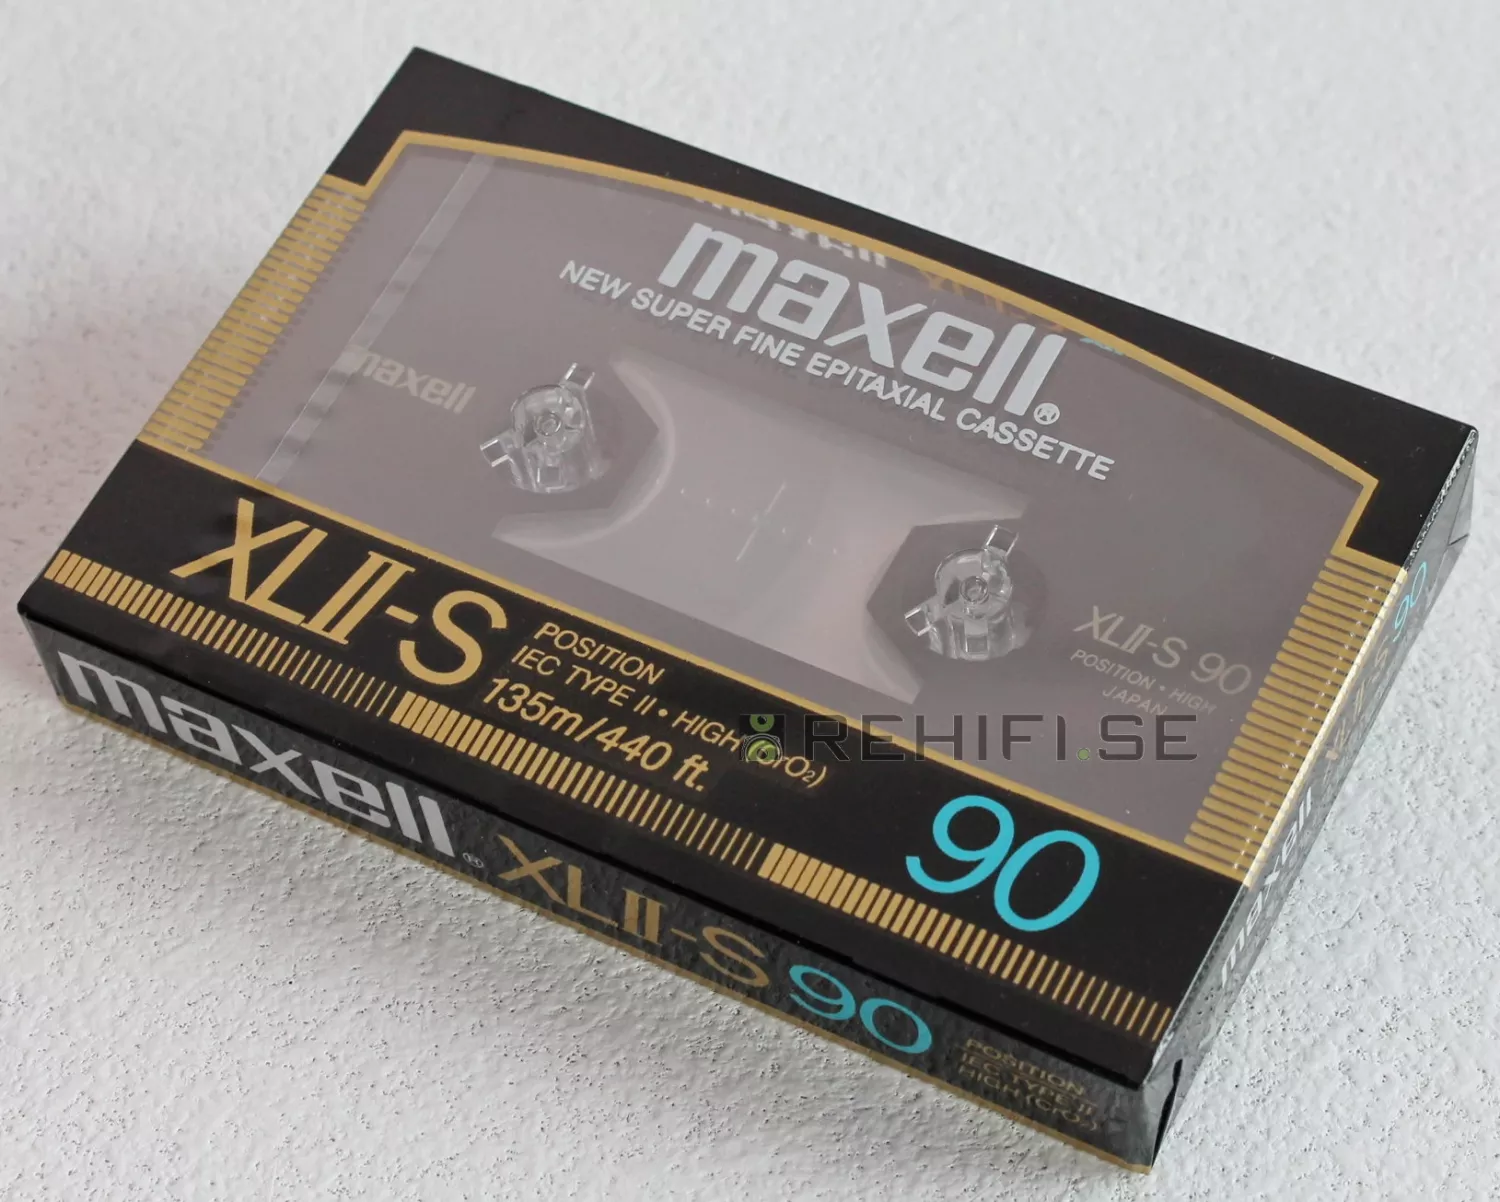 maxell®
NEW SUPER FINE EPITAXIAL CASSETTE
maxell
XLII-S 90
POSITION • HIGH
JAPAN
XLII-S
POSITION
IEC TYPE II • HIGH (CrO2)
135m/440 ft.
90
REHIFI.SE
maxell® XLII-S 90
POSITION
IEC TYPE II
HIGH (CrO2)
maxell XLII-S 90